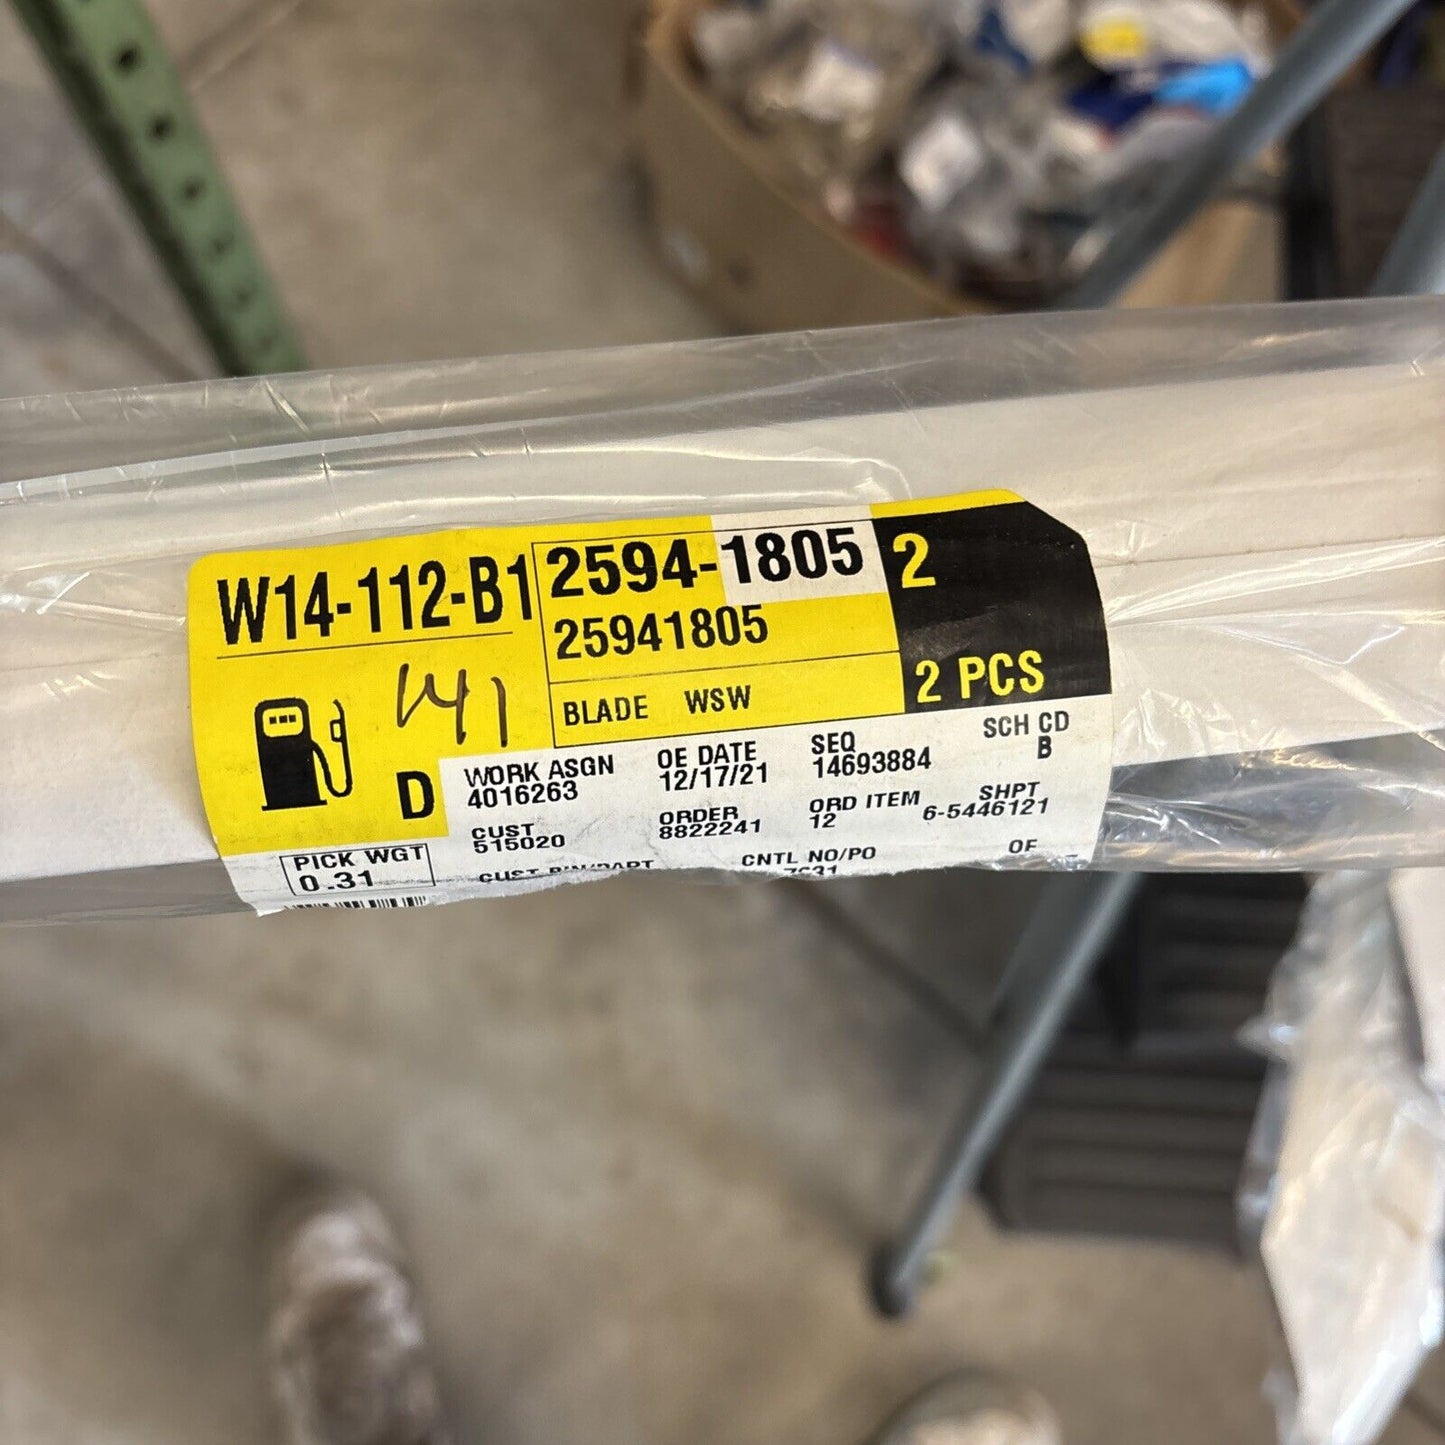 W14-112-B1
2594-1805
25941805
2
2 PCS
BLADE WSW
D
WORK ASGN
4016263
OE DATE
12/17/21
SEQ
14693884
SCH CD
B
CUST
515020
ORDER
8822241
ORD ITEM
12
SHPT
6-5446121
PICK WGT
0.31
CNTL NO/PO
OF